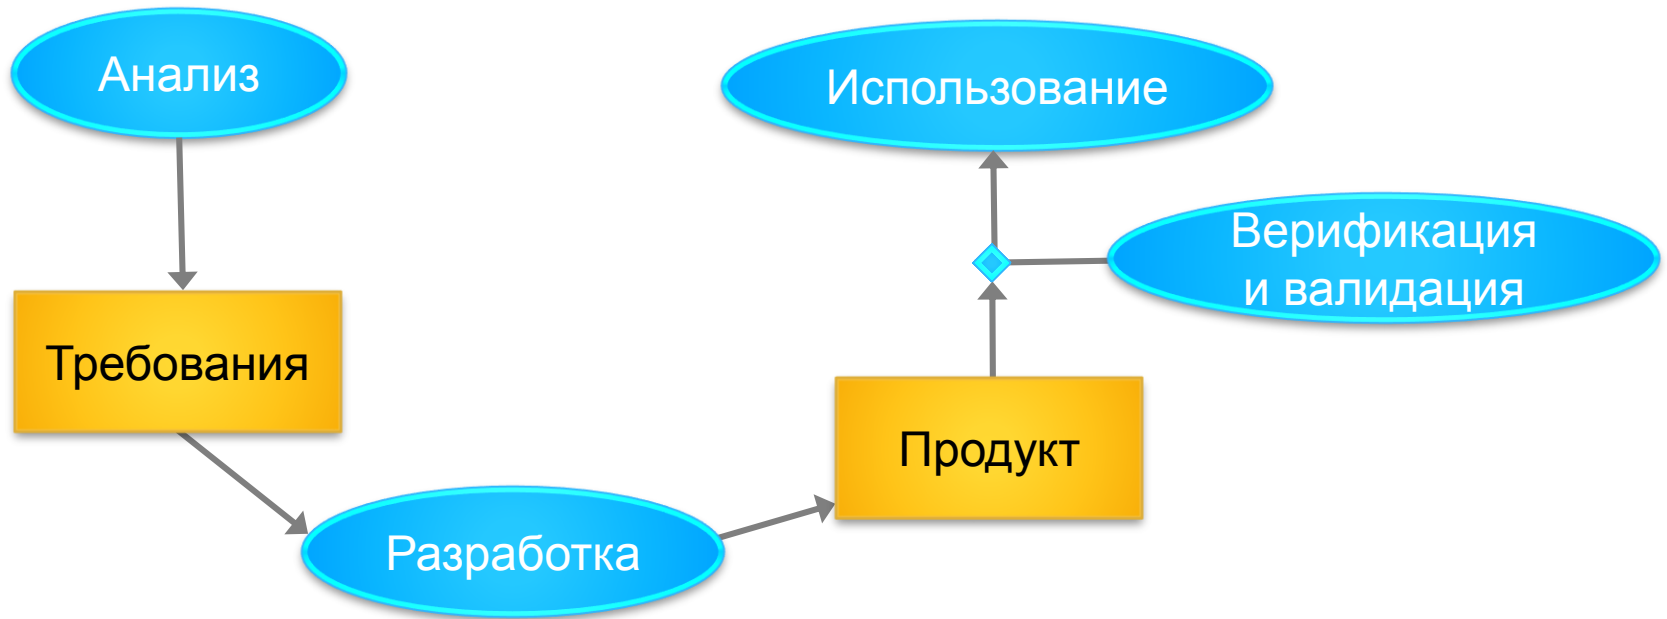 Анализ
Использование
Верификация
и валидация
Требования
Продукт
Разработка